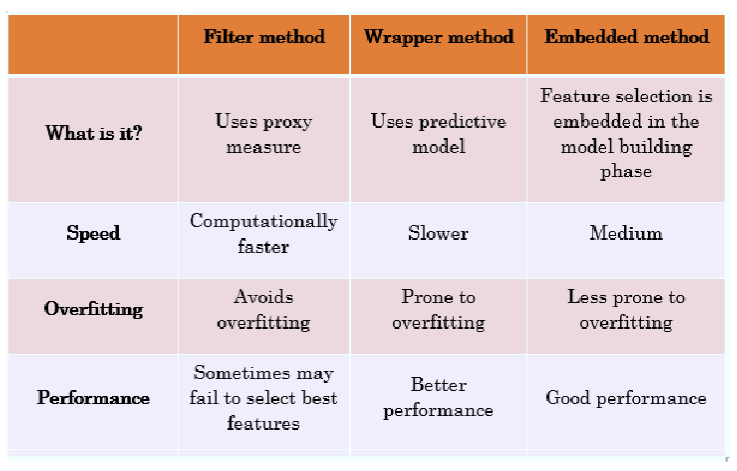 Filter method
Wrapper method
Embedded method
What is it?
Uses proxy
measure
Uses predictive
model
Feature selection is
embedded in the
model building
phase
Speed
Computationally
faster
Slower
Medium
Overfitting
Avoids
overfitting
Prone to
overfitting
Less prone to
overfitting
Performance
Sometimes may
fail to select best
features
Better
performance
Good performance